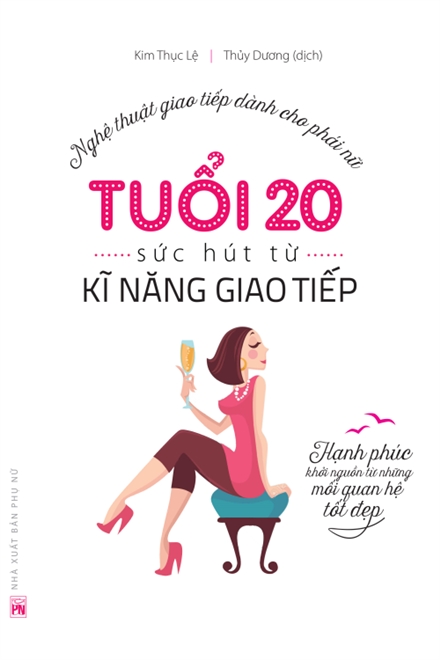 Kim Thục Lệ | Thủy Dương (dịch)
Nghệ thuật giao tiếp dành cho phái nữ
TUỔI 20
sức hút từ
KĨ NĂNG GIAO TIẾP
Hạnh phúc
khởi nguồn từ những
mối quan hệ
tốt đẹp
NHÀ XUẤT BẢN PHỤ NỮ
PN